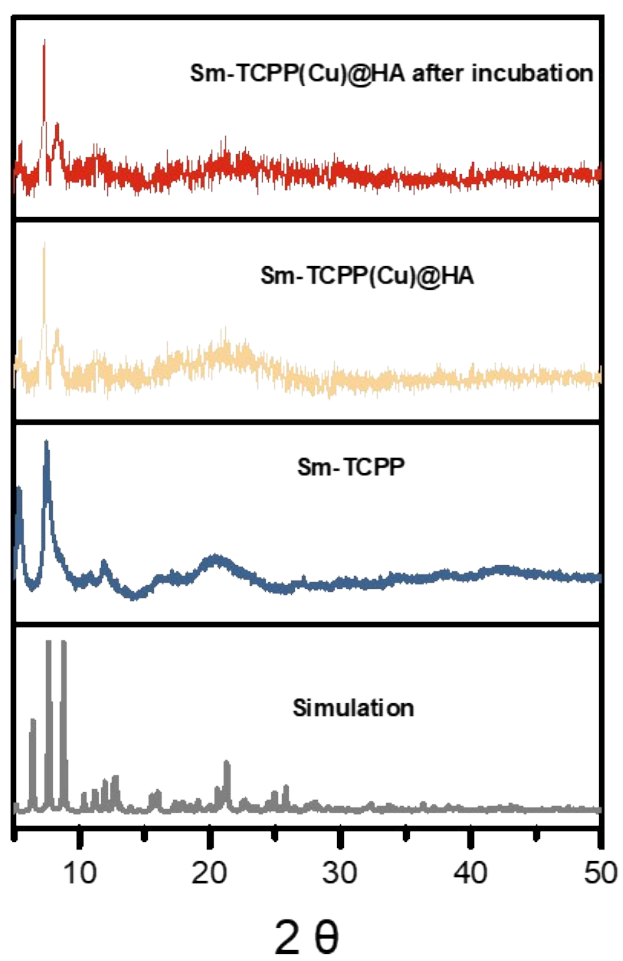 Sm-TCPP(Cu)@HA after incubation
Sm-TCPP(Cu)@HA
Sm-TCPP
Simulation
10 20 30 40 50
2 θ